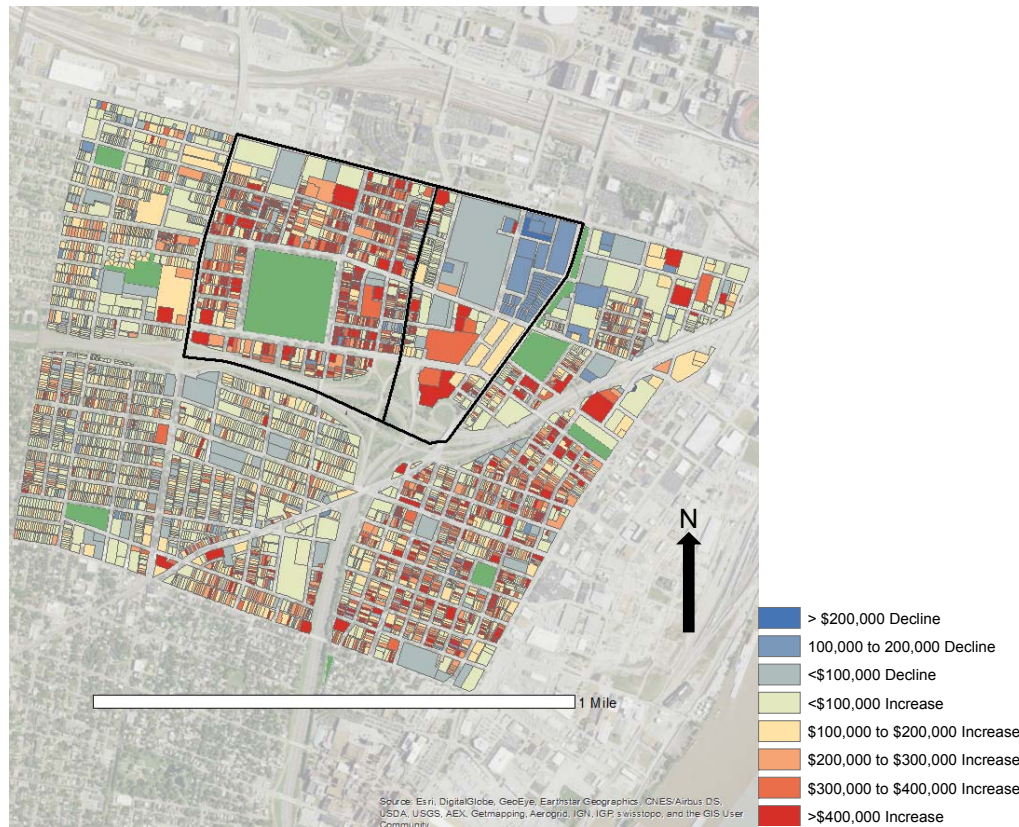 N
> $200,000 Decline
100,000 to 200,000 Decline
<$100,000 Decline
<$100,000 Increase
$100,000 to $200,000 Increase
$200,000 to $300,000 Increase
$300,000 to $400,000 Increase
>$400,000 Increase
1 Mile
Source: Esri, DigitalGlobe, GeoEye, Earthstar Geographics, CNES/Airbus DS,
USDA, USGS, AEX, Getmapping, Aerogrid, IGN, IGP, swisstopo, and the GIS User
Community